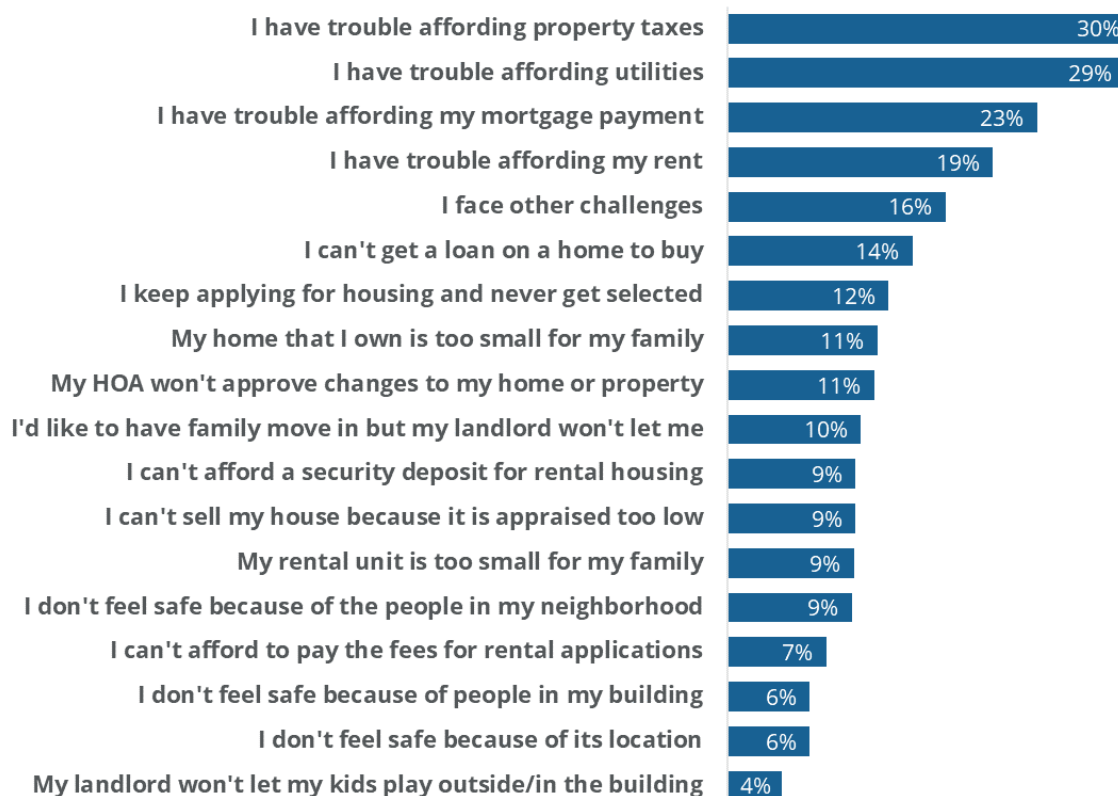 I have trouble affording property taxes 30%
I have trouble affording utilities 29%
I have trouble affording my mortgage payment 23%
I have trouble affording my rent 19%
I face other challenges 16%
I can't get a loan on a home to buy 14%
I keep applying for housing and never get selected 12%
My home that I own is too small for my family 11%
My HOA won't approve changes to my home or property 11%
I'd like to have family move in but my landlord won't let me 10%
I can't afford a security deposit for rental housing 9%
I can't sell my house because it is appraised too low 9%
My rental unit is too small for my family 9%
I don't feel safe because of the people in my neighborhood 9%
I can't afford to pay the fees for rental applications 7%
I don't feel safe because of people in my building 6%
I don't feel safe because of its location 6%
My landlord won't let my kids play outside/in the building 4%